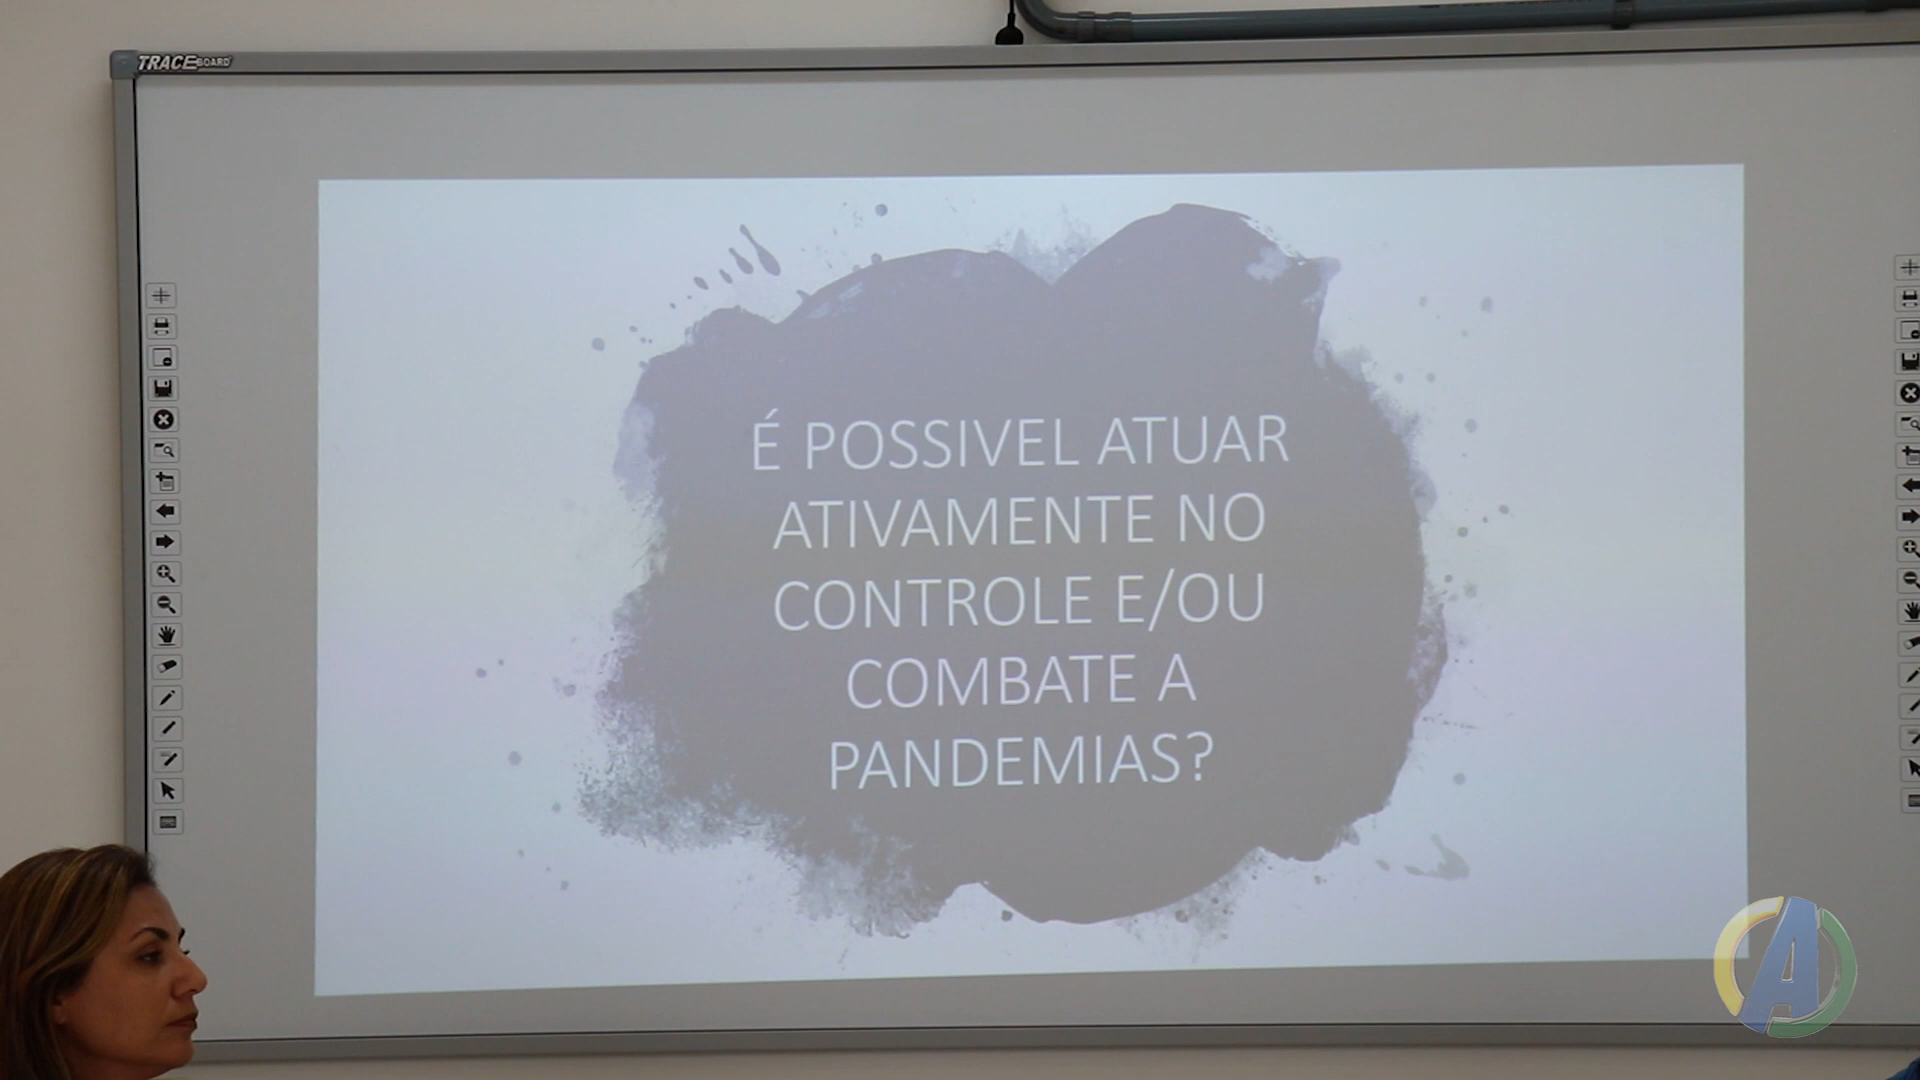 TRACEBOARD
É POSSIVEL ATUAR
ATIVAMENTE NO
CONTROLE E/OU
COMBATE A
PANDEMIAS?
A